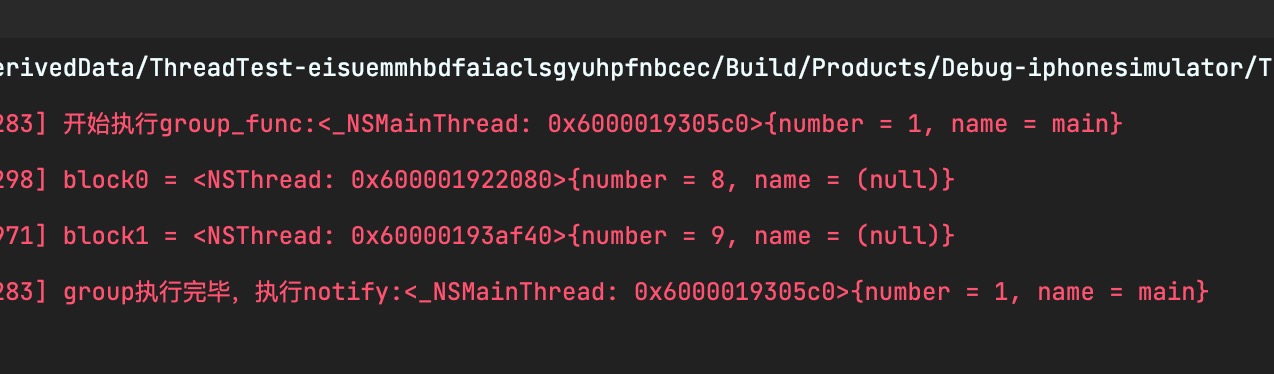 erivedData/ThreadTest-eisuemmhbdfaiaclsgyuhpfnbcec/Build/Products/Debug-iphonesimulator/T
283] 开始执行group_func:<_NSMainThread: 0x6000019305c0>{number = 1, name = main}
298] block0 = <NSThread: 0x600001922080>{number = 8, name = (null)}
971] block1 = <NSThread: 0x60000193af40>{number = 9, name = (null)}
283] group执行完毕，执行notify:<_NSMainThread: 0x6000019305c0>{number = 1, name = main}